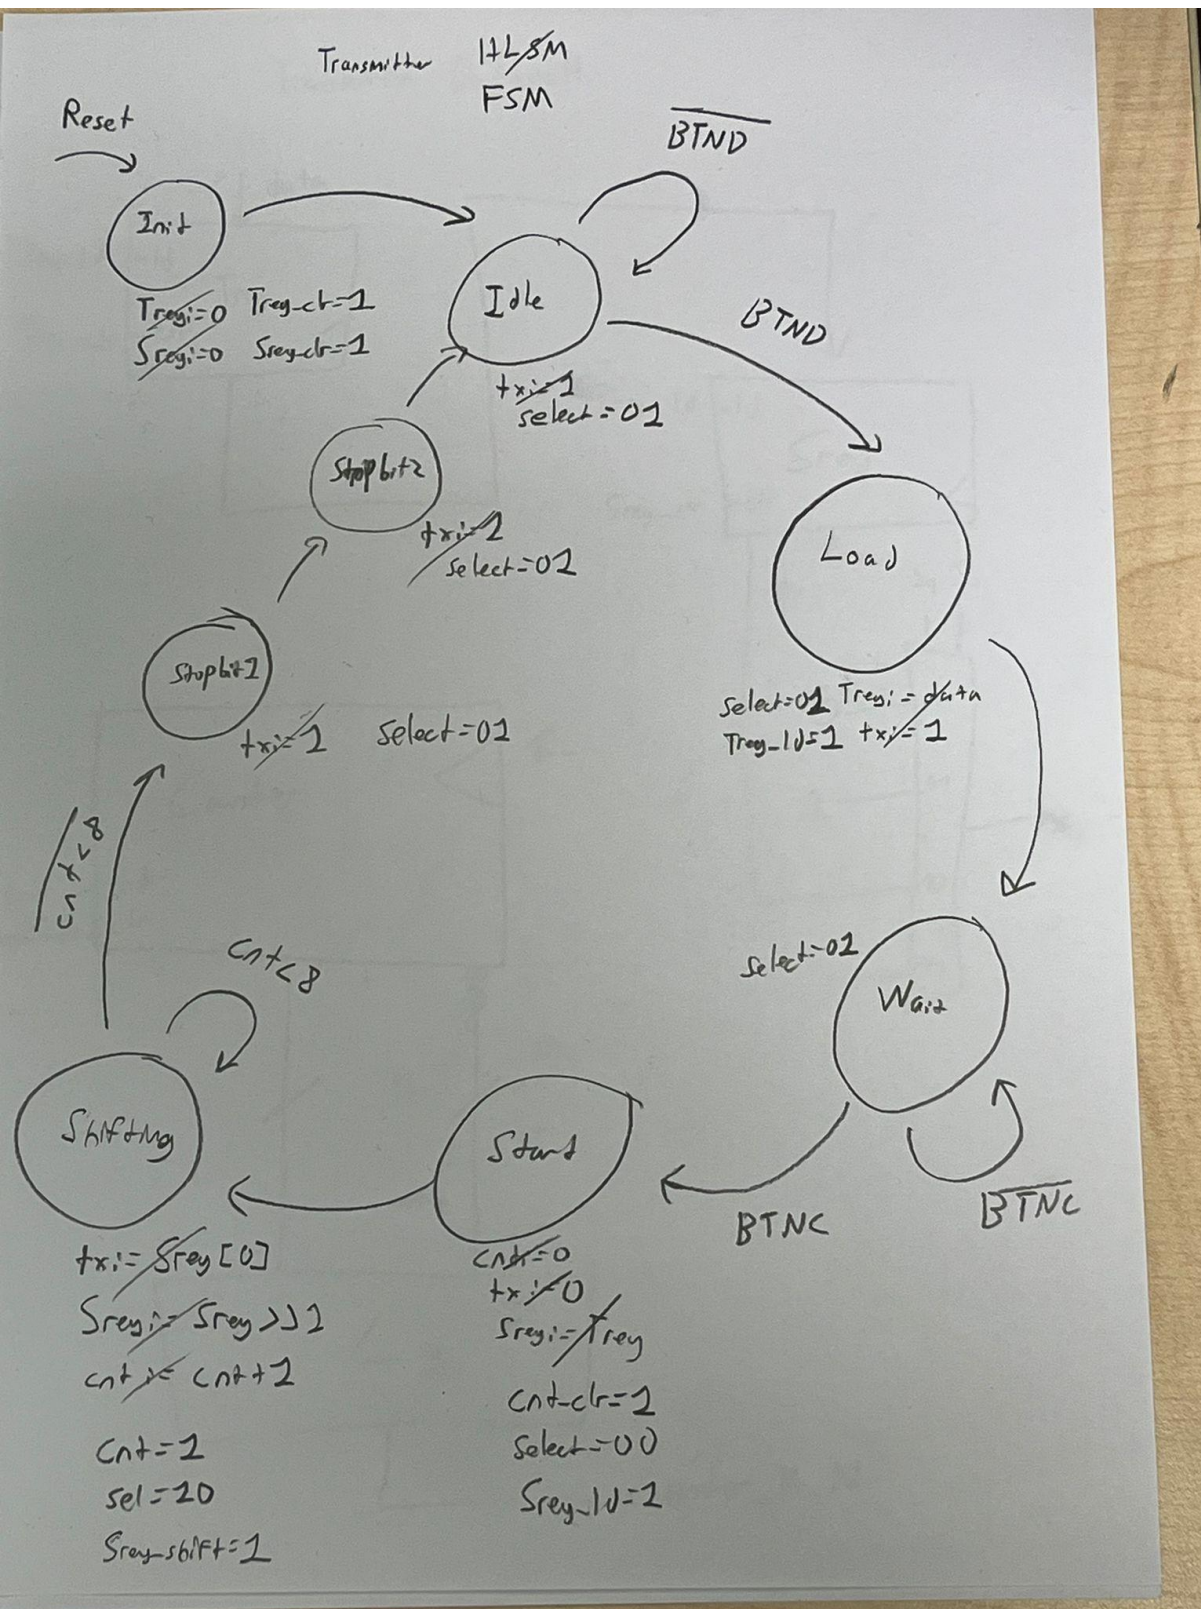 Transmitter HLSM
FSM
Reset
BTND
Init
Idle
Treg:=0 Treg_clr=1
Sreg:=0 Sreg_clr=1
BTND
tx:=1
select=01
Stopbit2
tx:=1
select=01
Load
Stopbit1
tx:=1 select=01
select=01 Treg:=data
Treg_ld=1 tx:=1
cnt<8
cnt<8
select=01
Wait
Shifting
Start
BTNC
BTNC
tx:=Sreg[0]
Sreg:=Sreg>>1
cnt:=cnt+1
cnt=1
sel=10
Sreg_shift=1
cnt:=0
tx:=0
Sreg:=Treg
cnt_clr=1
select=00
Sreg_ld=1